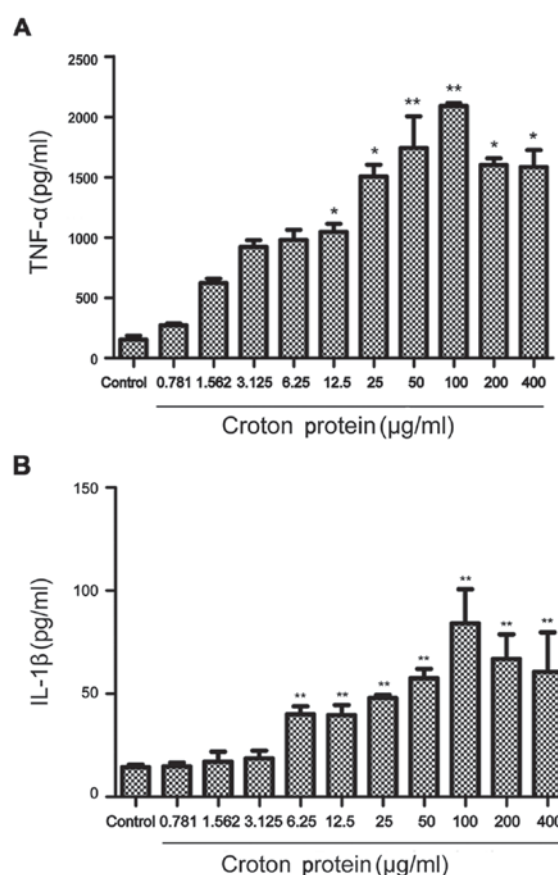 A
TNF-α (pg/ml)
2500
2000
1500
1000
500
0
* * ** ** * *
Control 0.781 1.562 3.125 6.25 12.5 25 50 100 200 400
Croton protein (µg/ml)
B
IL-1β (pg/ml)
150
100
50
0
** ** ** ** ** ** **
Control 0.781 1.562 3.125 6.25 12.5 25 50 100 200 400
Croton protein (µg/ml)